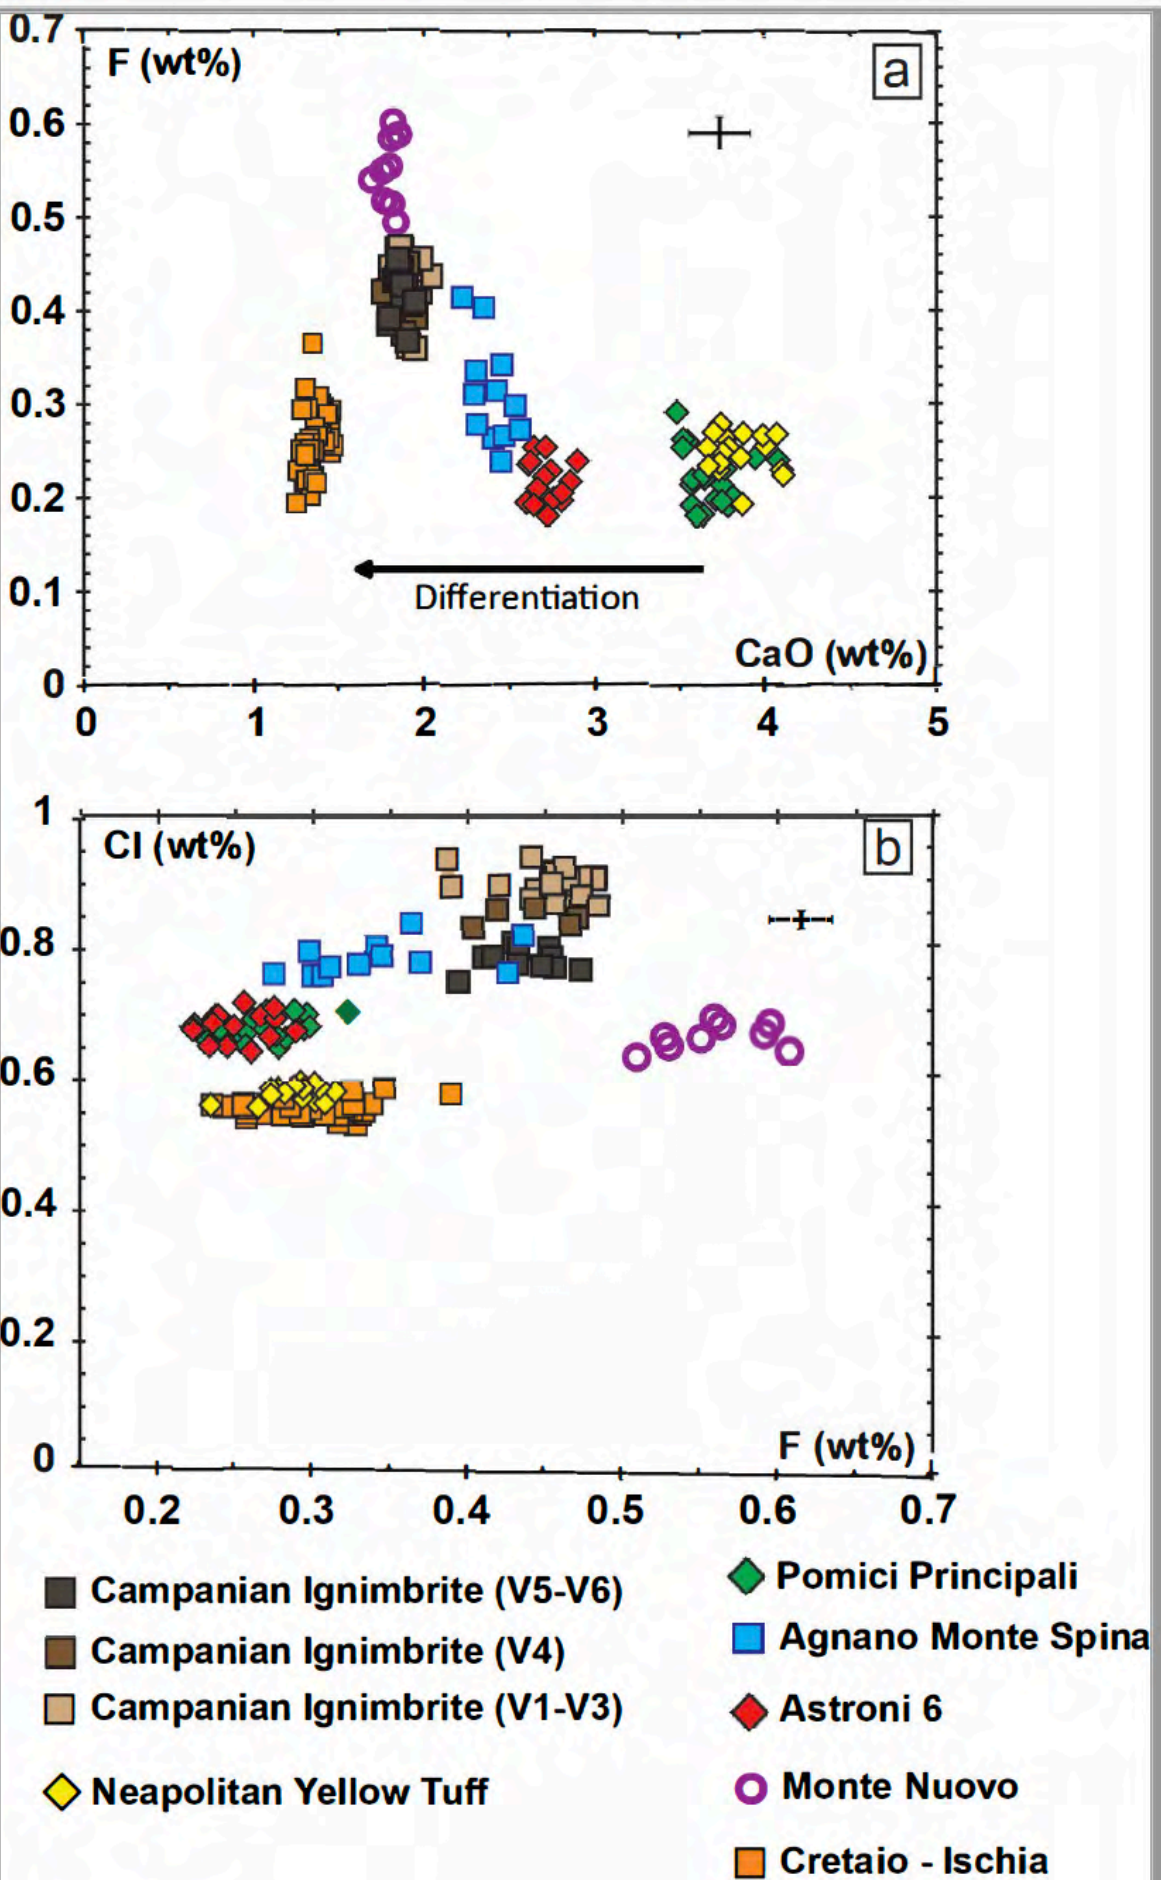 0.7
F (wt%)
a
0.6
0.5
0.4
0.3
0.2
0.1
Differentiation
CaO (wt%)
0
0 1 2 3 4 5
1
Cl (wt%)
b
0.8
0.6
0.4
0.2
F (wt%)
0
0.2 0.3 0.4 0.5 0.6 0.7
Campanian Ignimbrite (V5-V6)
Campanian Ignimbrite (V4)
Campanian Ignimbrite (V1-V3)
Neapolitan Yellow Tuff
Pomici Principali
Agnano Monte Spina
Astroni 6
Monte Nuovo
Cretaio - Ischia